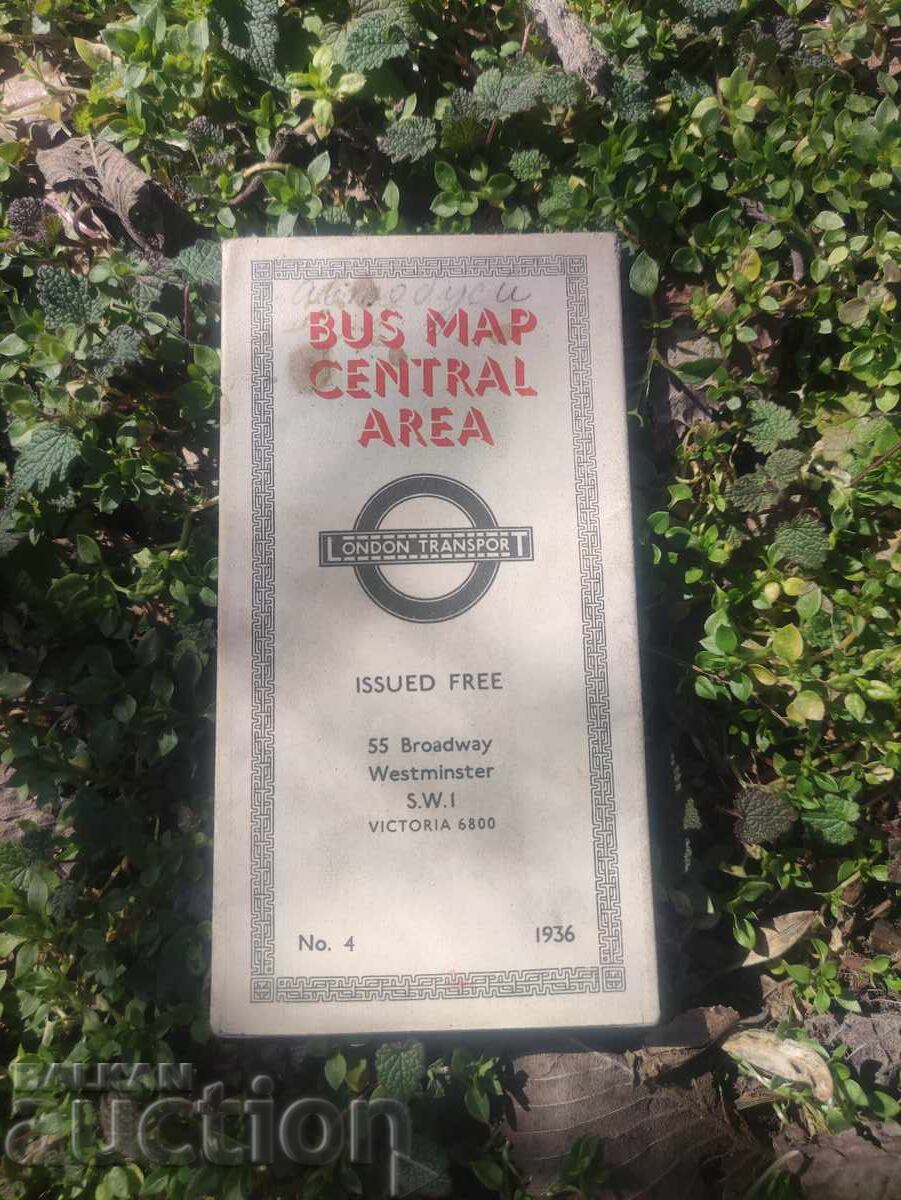 автобуси
BUS MAP
CENTRAL
AREA
LONDON TRANSPORT
ISSUED FREE
55 Broadway
Westminster
S.W.1
VICTORIA 6800
No. 4
1936
BALKAN
Auction